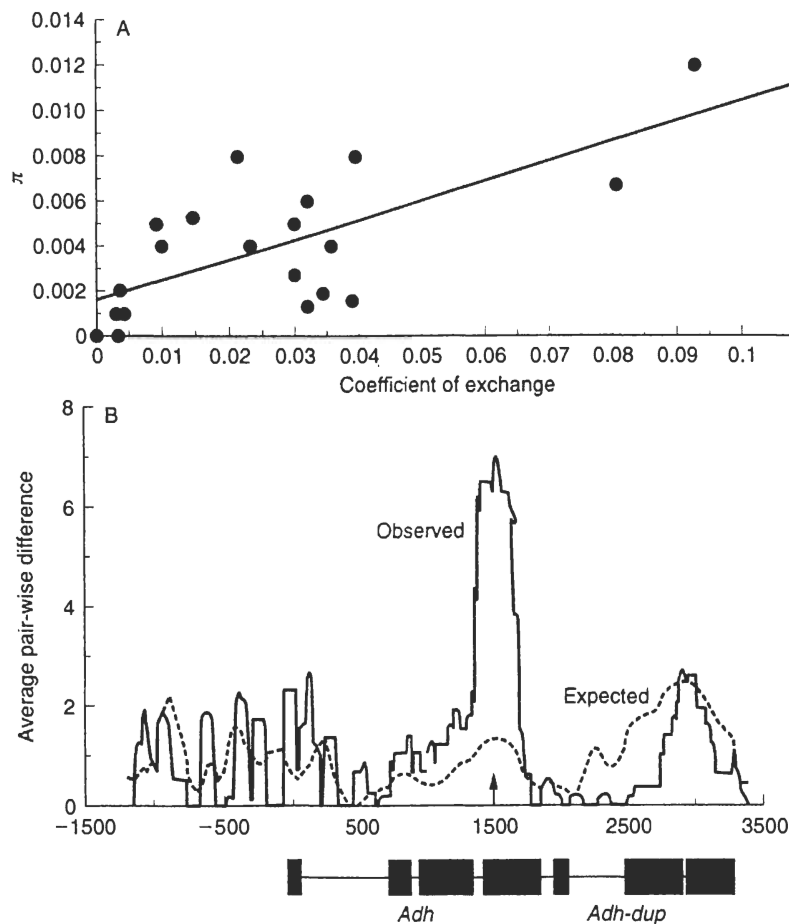 A
0.014
0.012
0.010
0.008
0.006
0.004
0.002
0
π
0 0.01 0.02 0.03 0.04 0.05 0.06 0.07 0.08 0.09 0.1
Coefficient of exchange
B
8
6
4
2
0
Average pair-wise difference
Observed
Expected
−1500 −500 500 1500 2500 3500
Adh Adh-dup